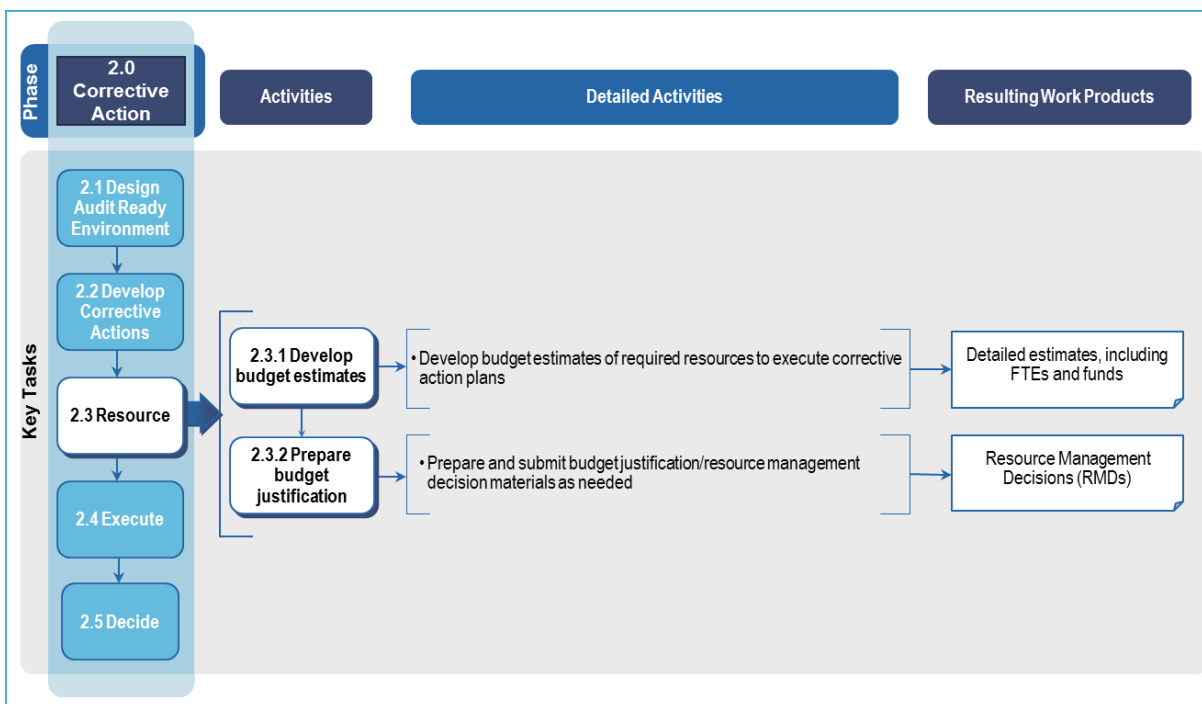 Phase
2.0
Corrective
Action
Activities
Detailed Activities
Resulting Work Products
Key Tasks
2.1 Design
Audit Ready
Environment
2.2 Develop
Corrective
Actions
2.3 Resource
2.4 Execute
2.5 Decide
2.3.1 Develop
budget estimates
• Develop budget estimates of required resources to execute corrective
action plans
Detailed estimates, including
FTEs and funds
2.3.2 Prepare
budget
justification
• Prepare and submit budget justification/resource management
decision materials as needed
Resource Management
Decisions (RMDs)